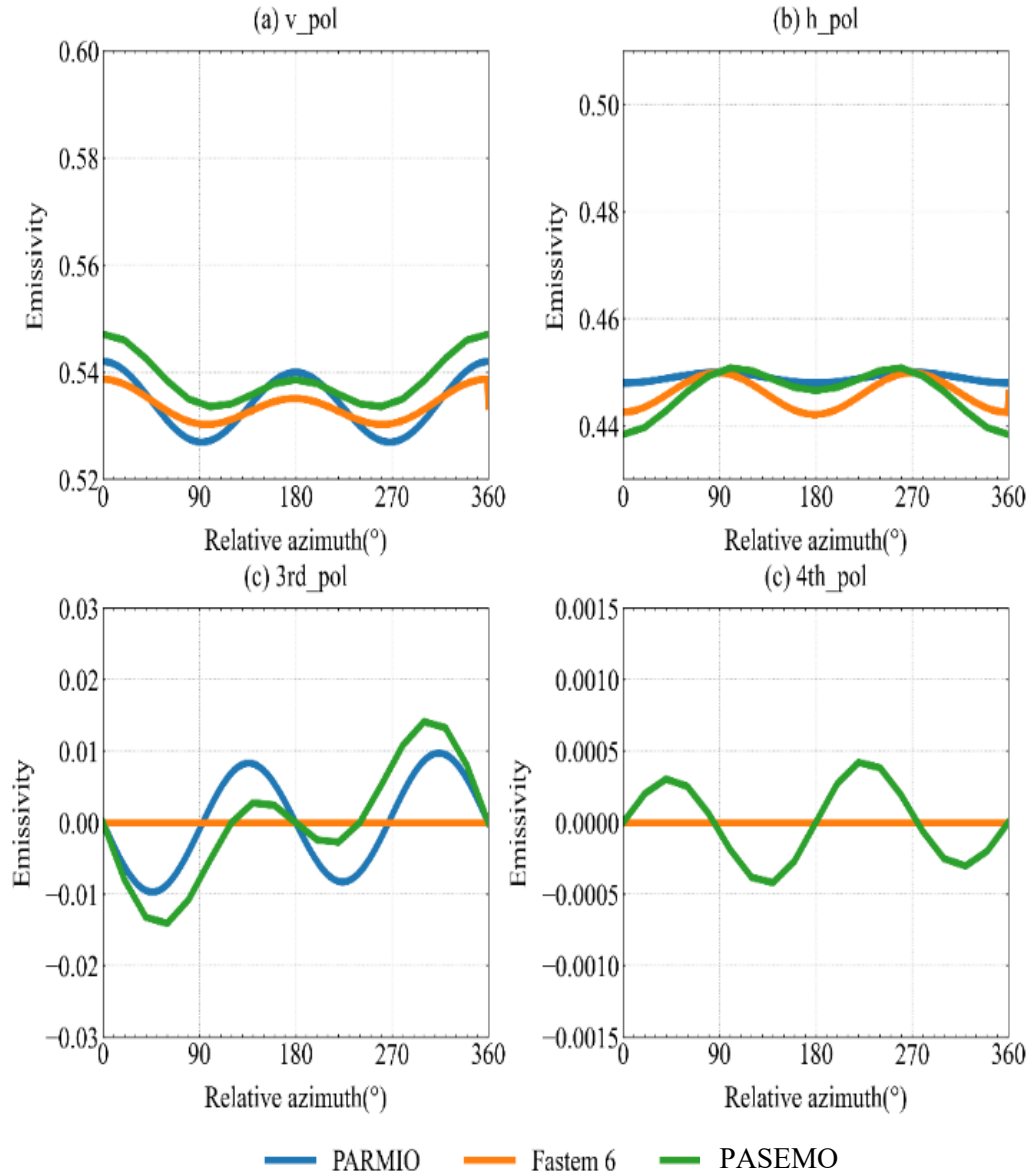 (a) v_pol
0.60
0.58
0.56
0.54
0.52
Emissivity
0 90 180 270 360
Relative azimuth(°)
(b) h_pol
0.50
0.48
0.46
0.44
Emissivity
0 90 180 270 360
Relative azimuth(°)
(c) 3rd_pol
0.03
0.02
0.01
0.00
−0.01
−0.02
−0.03
Emissivity
0 90 180 270 360
Relative azimuth(°)
(c) 4th_pol
0.0015
0.0010
0.0005
0.0000
−0.0005
−0.0010
−0.0015
Emissivity
0 90 180 270 360
Relative azimuth(°)
PARMIO Fastem 6 PASEMO